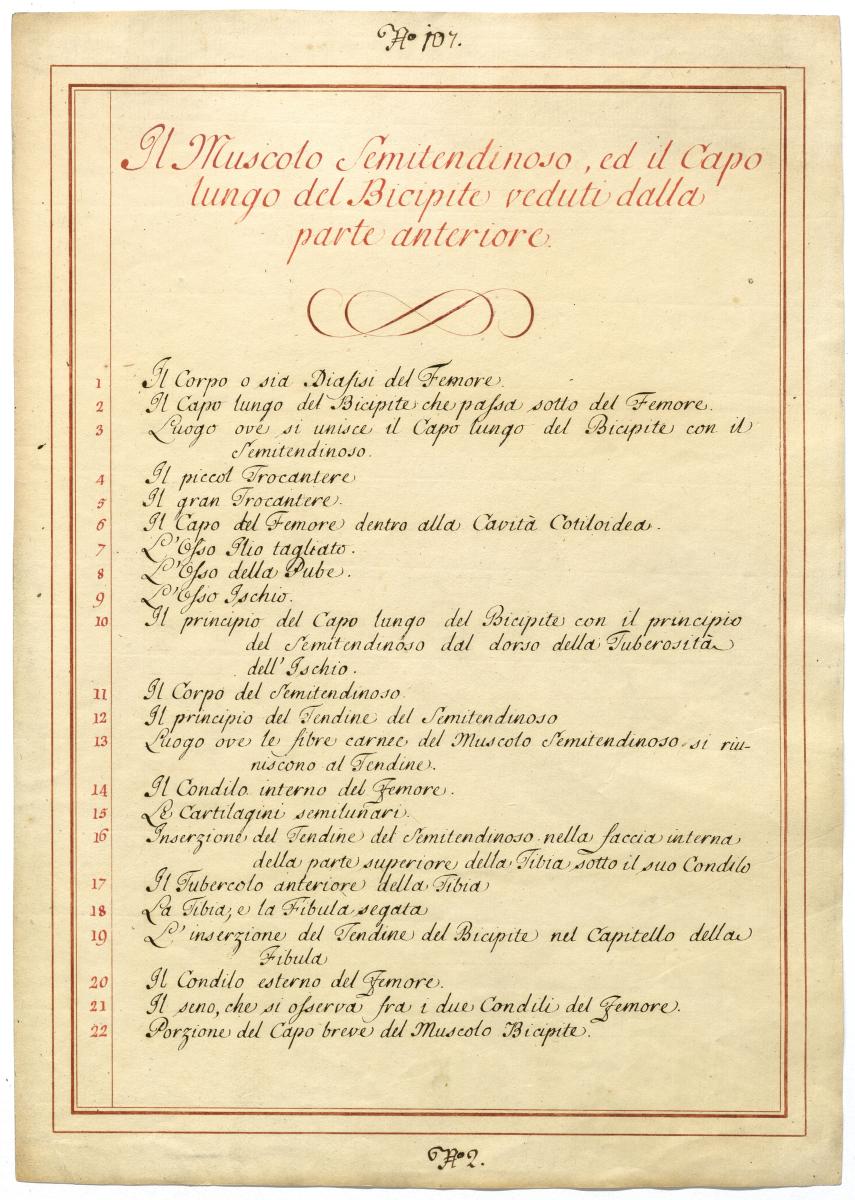 No 107.
Il Muscolo Semitendinoso, ed il Capo
lungo del Bicipite veduti dalla
parte anteriore.
1 Il Corpo o sia Diafisi del Femore.
2 Il Capo lungo del Bicipite che paſsa sotto del Femore.
3 Luogo ove si unisce il Capo lungo del Bicipite con il
Semitendinoso.
4 Il piccol Trocantere
5 Il gran Trocantere.
6 Il Capo del Femore dentro alla Cavità Cotiloidea.
7 L'Oſso Ilio tagliato.
8 L'Oſso della Pube.
9 L'Oſso Ischio.
10 Il principio del Capo lungo del Bicipite con il principio
del Semitendinoso dal dorso della Tuberosità
dell'Ischio.
11 Il Corpo del Semitendinoso.
12 Il principio del Tendine del Semitendinoso
13 Luogo ove le fibre carnee del Muscolo Semitendinoso si riu-
niscono al Tendine.
14 Il Condilo interno del Femore.
15 Le Cartilagini semilunari.
16 Inserzione del Tendine del Semitendinoso nella faccia interna
della parte superiore della Tibia sotto il suo Condilo
17 Il Tubercolo anteriore della Tibia
18 La Tibia, e la Fibula segata
19 L'inserzione del Tendine del Bicipite nel Capitello della
Fibula
20 Il Condilo esterno del Femore.
21 Il seno, che si oſserva fra i due Condili del Femore.
22 Porzione del Capo breve del Muscolo Bicipite.
No 2.